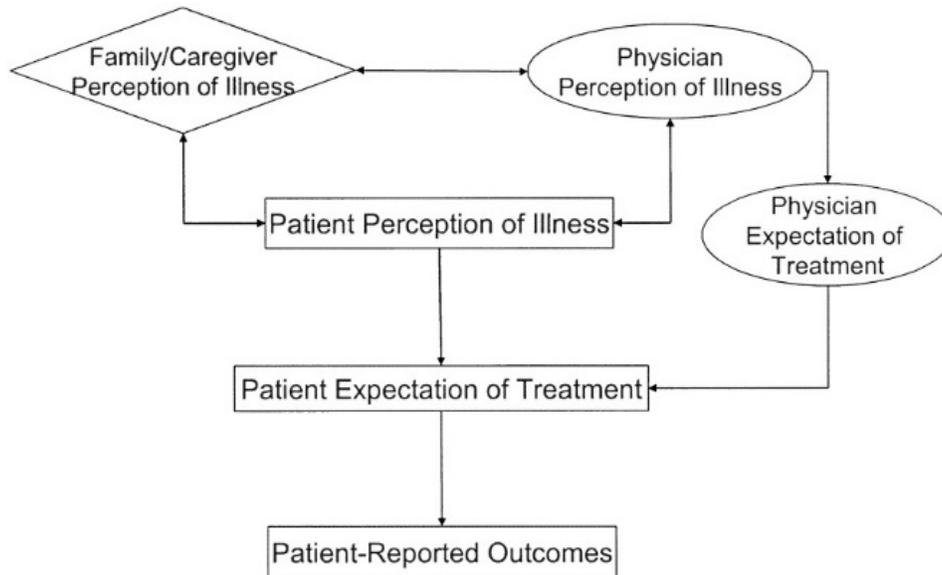 Family/Caregiver
Perception of Illness
Physician
Perception of Illness
Patient Perception of Illness
Physician
Expectation of
Treatment
Patient Expectation of Treatment
Patient-Reported Outcomes